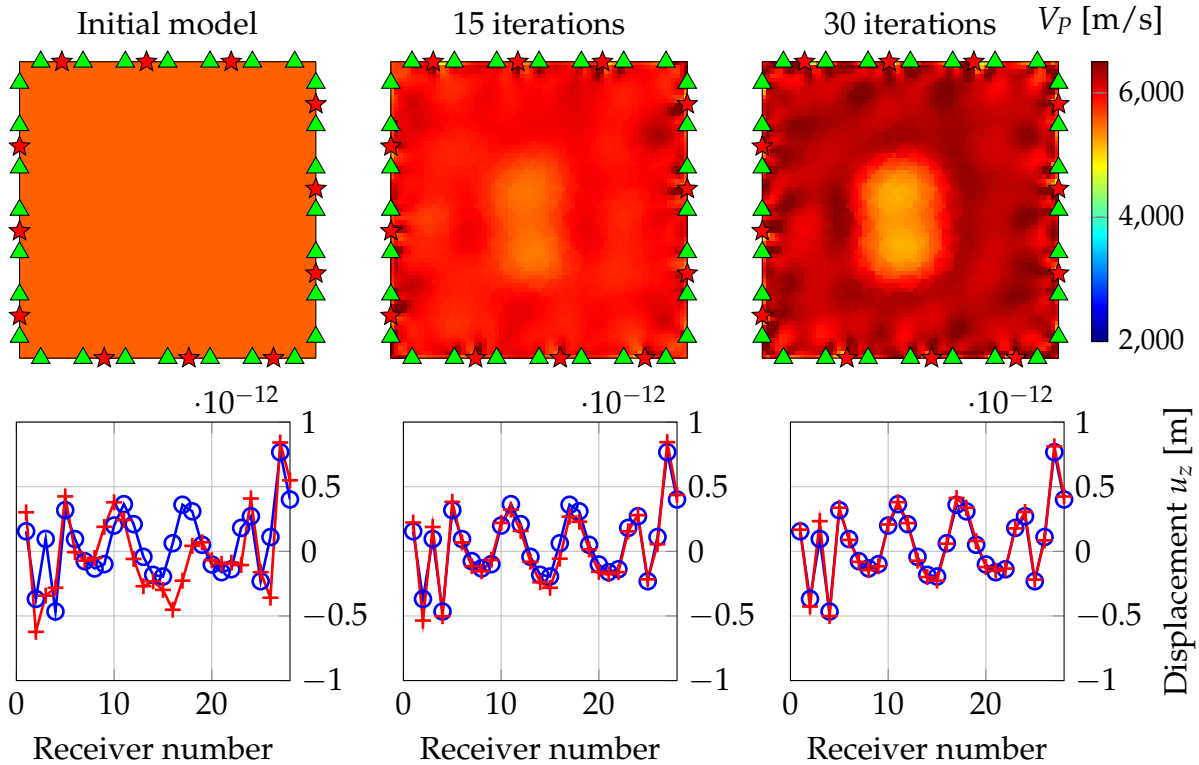 Initial model
15 iterations
30 iterations
V_P [m/s]
6,000
4,000
2,000
·10^−12
·10^−12
·10^−12
1
0.5
0
−0.5
−1
1
0.5
0
−0.5
−1
1
0.5
0
−0.5
−1
Displacement u_z [m]
0 10 20
0 10 20
0 10 20
Receiver number
Receiver number
Receiver number